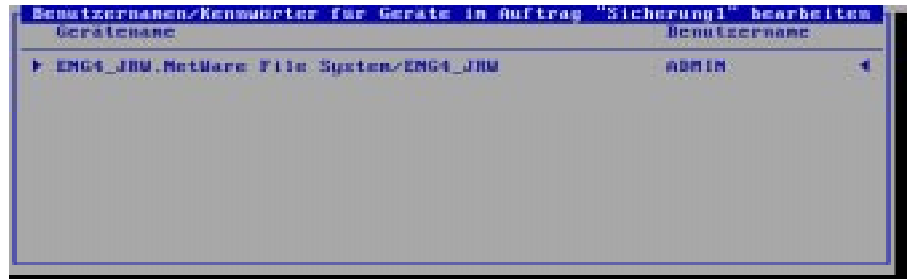 Benutzernamen/Kennwörter für Geräte im Auftrag "Sicherung1" bearbeiten
Gerätename Benutzername
ENG4_JRW.NetWare File System/ENG4_JRW ADMIN